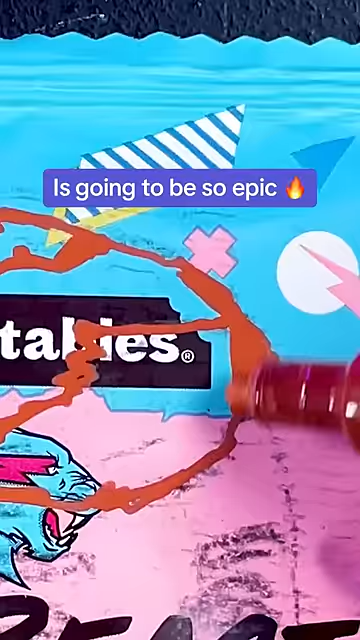 Is going to be so epic 🔥
tables®